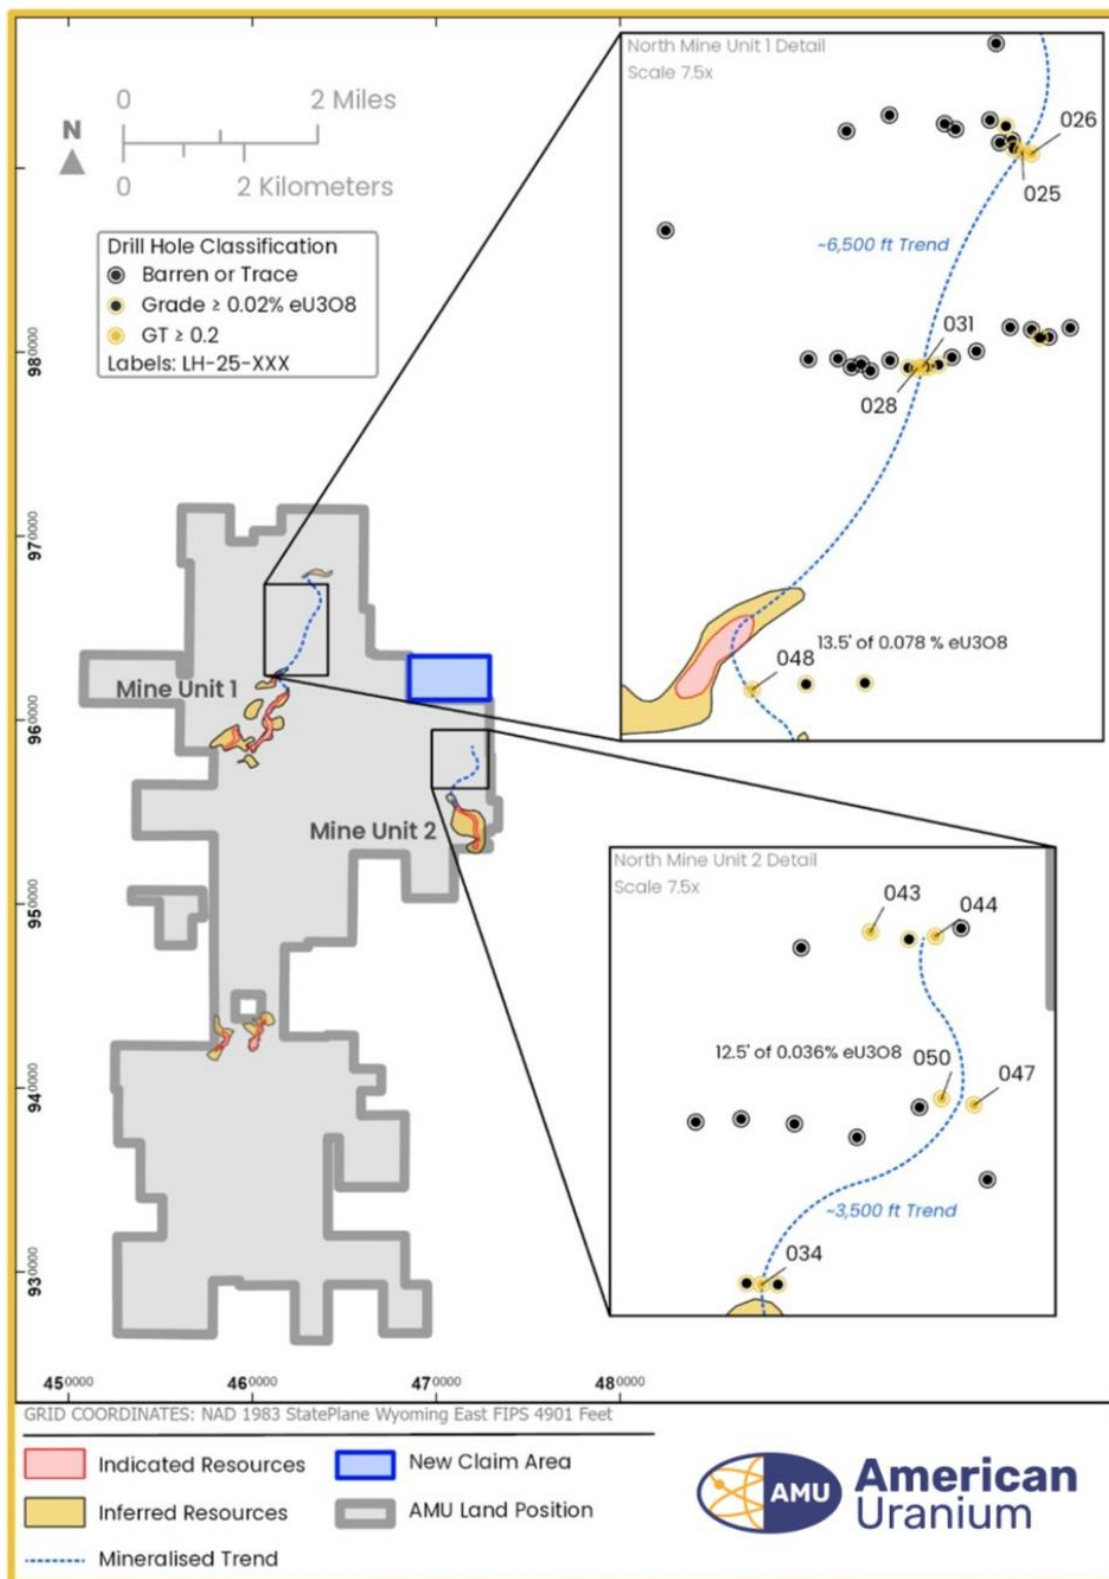 North Mine Unit 1 Detail
Scale 7.5x
026
025
~6,500 ft Trend
031
028
13.5' of 0.078 % eU3O8
048
0 2 Miles
N
0 2 Kilometers
Drill Hole Classification
Barren or Trace
Grade ≥ 0.02% eU3O8
GT ≥ 0.2
Labels: LH-25-XXX
980000
970000
960000
950000
940000
930000
Mine Unit 1
Mine Unit 2
North Mine Unit 2 Detail
Scale 7.5x
043
044
12.5' of 0.036% eU3O8
050
047
~3,500 ft Trend
034
450000 460000 470000 480000
GRID COORDINATES: NAD 1983 StatePlane Wyoming East FIPS 4901 Feet
Indicated Resources
New Claim Area
Inferred Resources
AMU Land Position
Mineralised Trend
AMU
American
Uranium